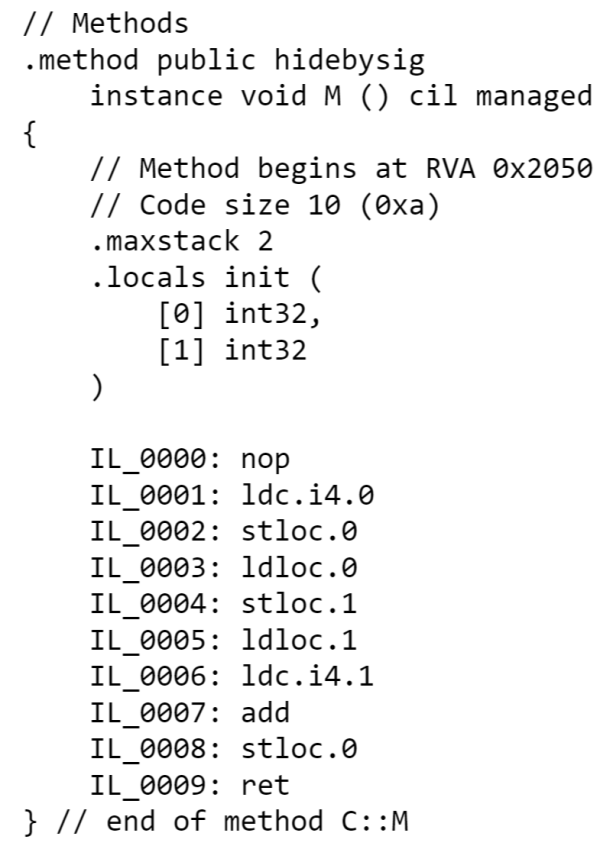 // Methods
.method public hidebysig
    instance void M () cil managed
{
    // Method begins at RVA 0x2050
    // Code size 10 (0xa)
    .maxstack 2
    .locals init (
        [0] int32,
        [1] int32
    )

    IL_0000: nop
    IL_0001: ldc.i4.0
    IL_0002: stloc.0
    IL_0003: ldloc.0
    IL_0004: stloc.1
    IL_0005: ldloc.1
    IL_0006: ldc.i4.1
    IL_0007: add
    IL_0008: stloc.0
    IL_0009: ret
} // end of method C::M